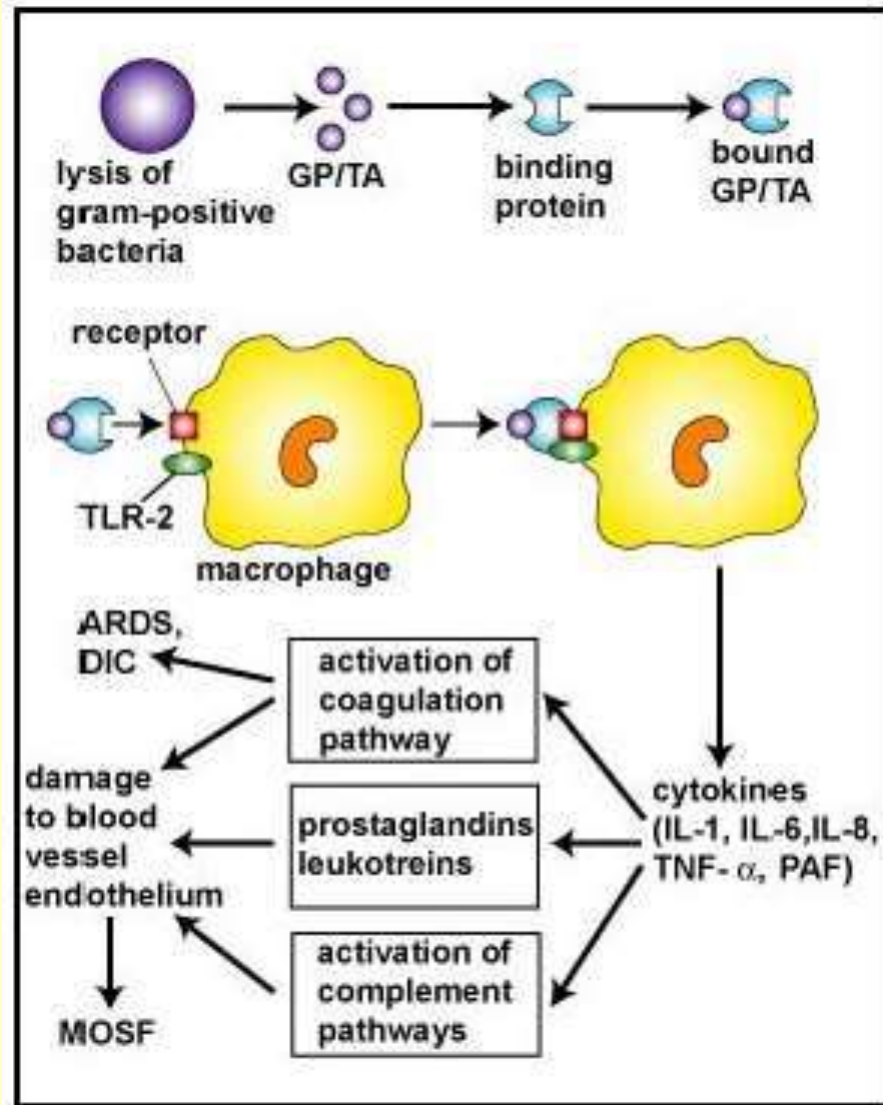 lysis of
gram-positive
bacteria
GP/TA
binding
protein
bound
GP/TA
receptor
TLR-2
macrophage
ARDS,
DIC
activation of
coagulation
pathway
damage
to blood
vessel
endothelium
prostaglandins
leukotreins
cytokines
(IL-1, IL-6,IL-8,
TNF- α, PAF)
activation of
complement
pathways
MOSF